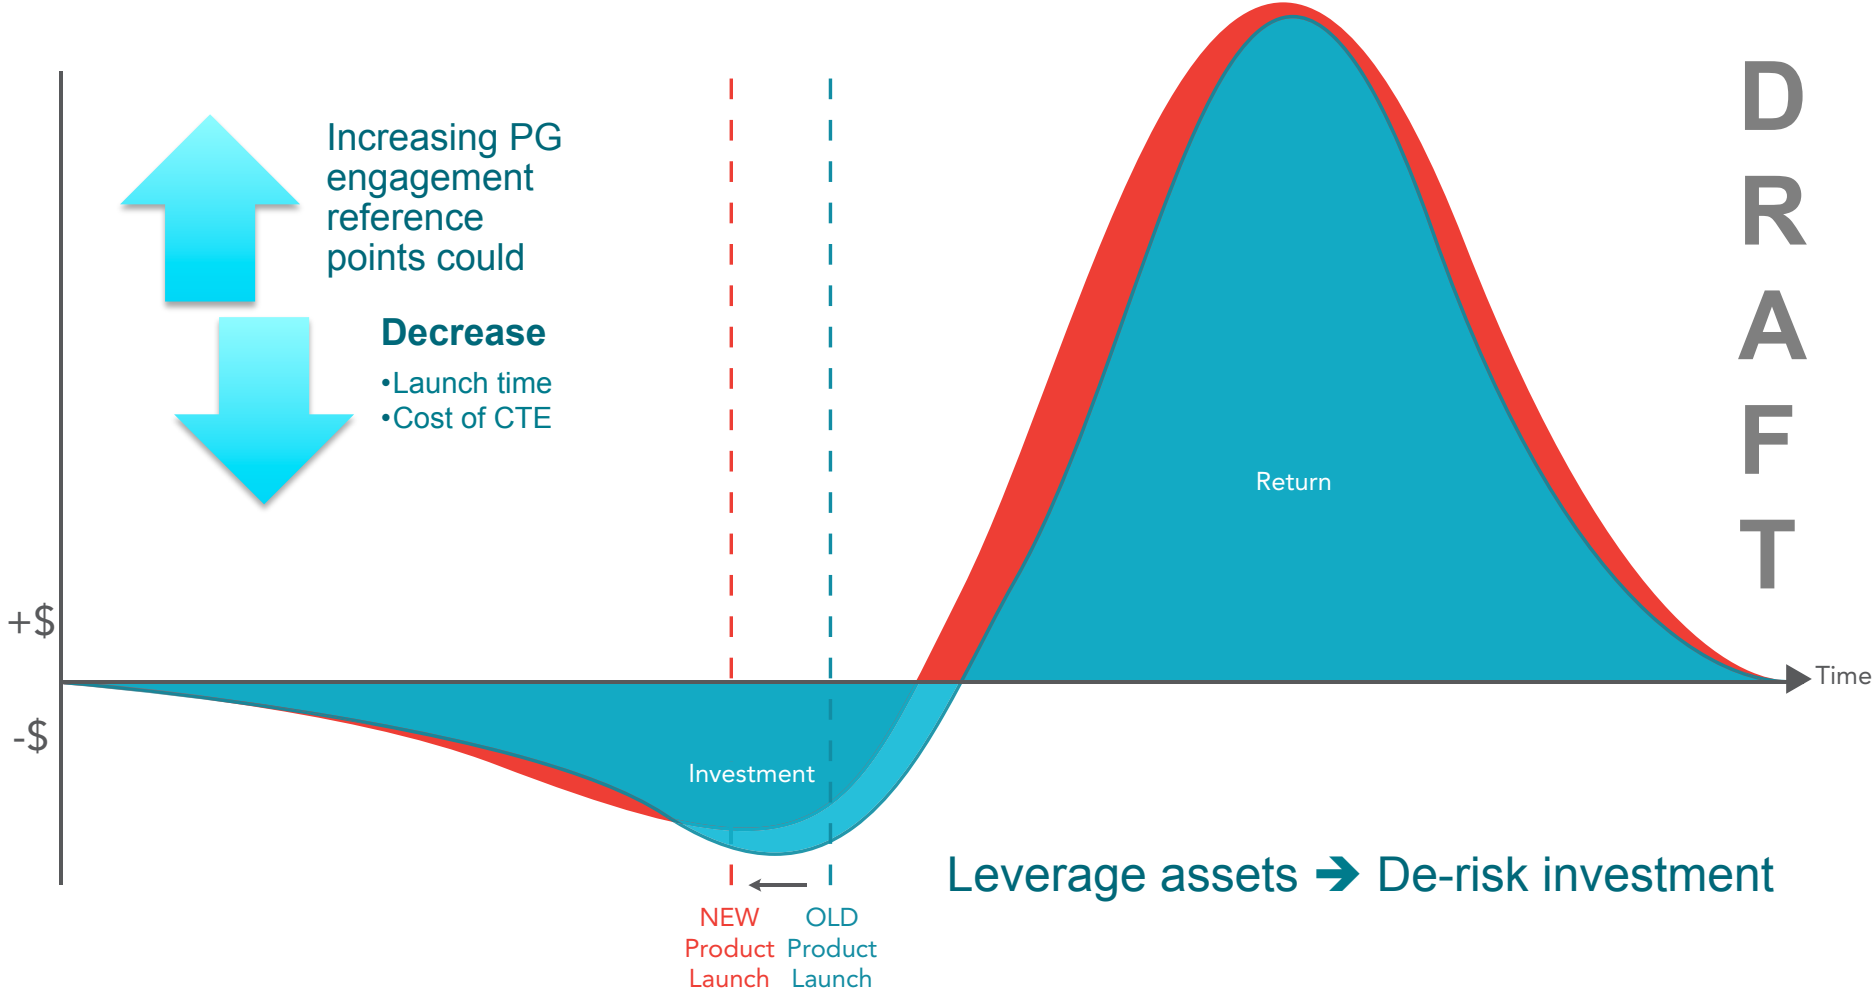 Increasing PG
engagement
reference
points could
Decrease
•Launch time
•Cost of CTE
D
R
A
F
T
+$
-$
Time
Return
Investment
Leverage assets ➔ De-risk investment
NEW
Product
Launch
OLD
Product
Launch